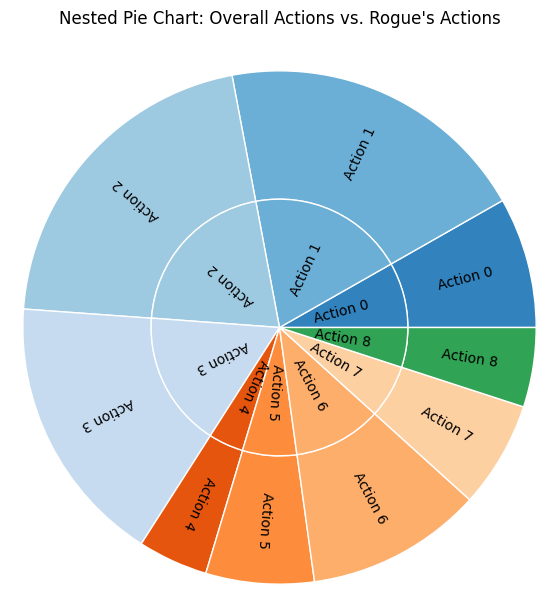 Nested Pie Chart: Overall Actions vs. Rogue's Actions
Action 1
Action 2
Action 0
Action 1
Action 2
Action 0
Action 8
Action 8
Action 3
Action 7
Action 4
Action 5
Action 6
Action 3
Action 7
Action 4
Action 5
Action 6